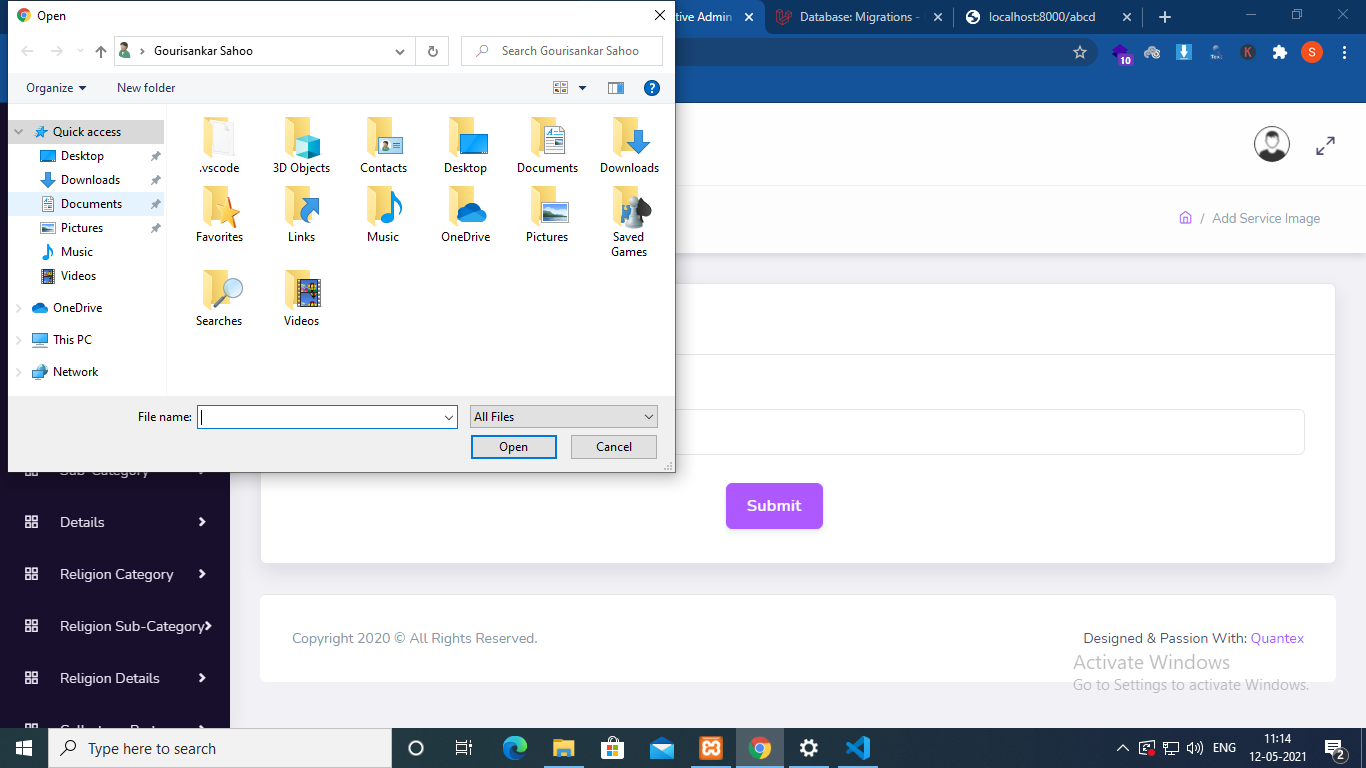 Open
tive Admin
Database: Migrations -
localhost:8000/abcd
Gourisankar Sahoo
Search Gourisankar Sahoo
10
Tex
K
S
Organize
New folder
?
Quick access
Desktop
Downloads
Documents
Pictures
Music
Videos
OneDrive
This PC
Network
.vscode
3D Objects
Contacts
Desktop
Documents
Downloads
Favorites
Links
Music
OneDrive
Pictures
Saved
Games
Searches
Videos
File name:
All Files
Open
Cancel
/ Add Service Image
Submit
Sub-Category
Details
Religion Category
Religion Sub-Category
Religion Details
Copyright 2020 © All Rights Reserved.
Designed & Passion With: Quantex
Activate Windows
Go to Settings to activate Windows.
Type here to search
ENG
11:14
12-05-2021
2